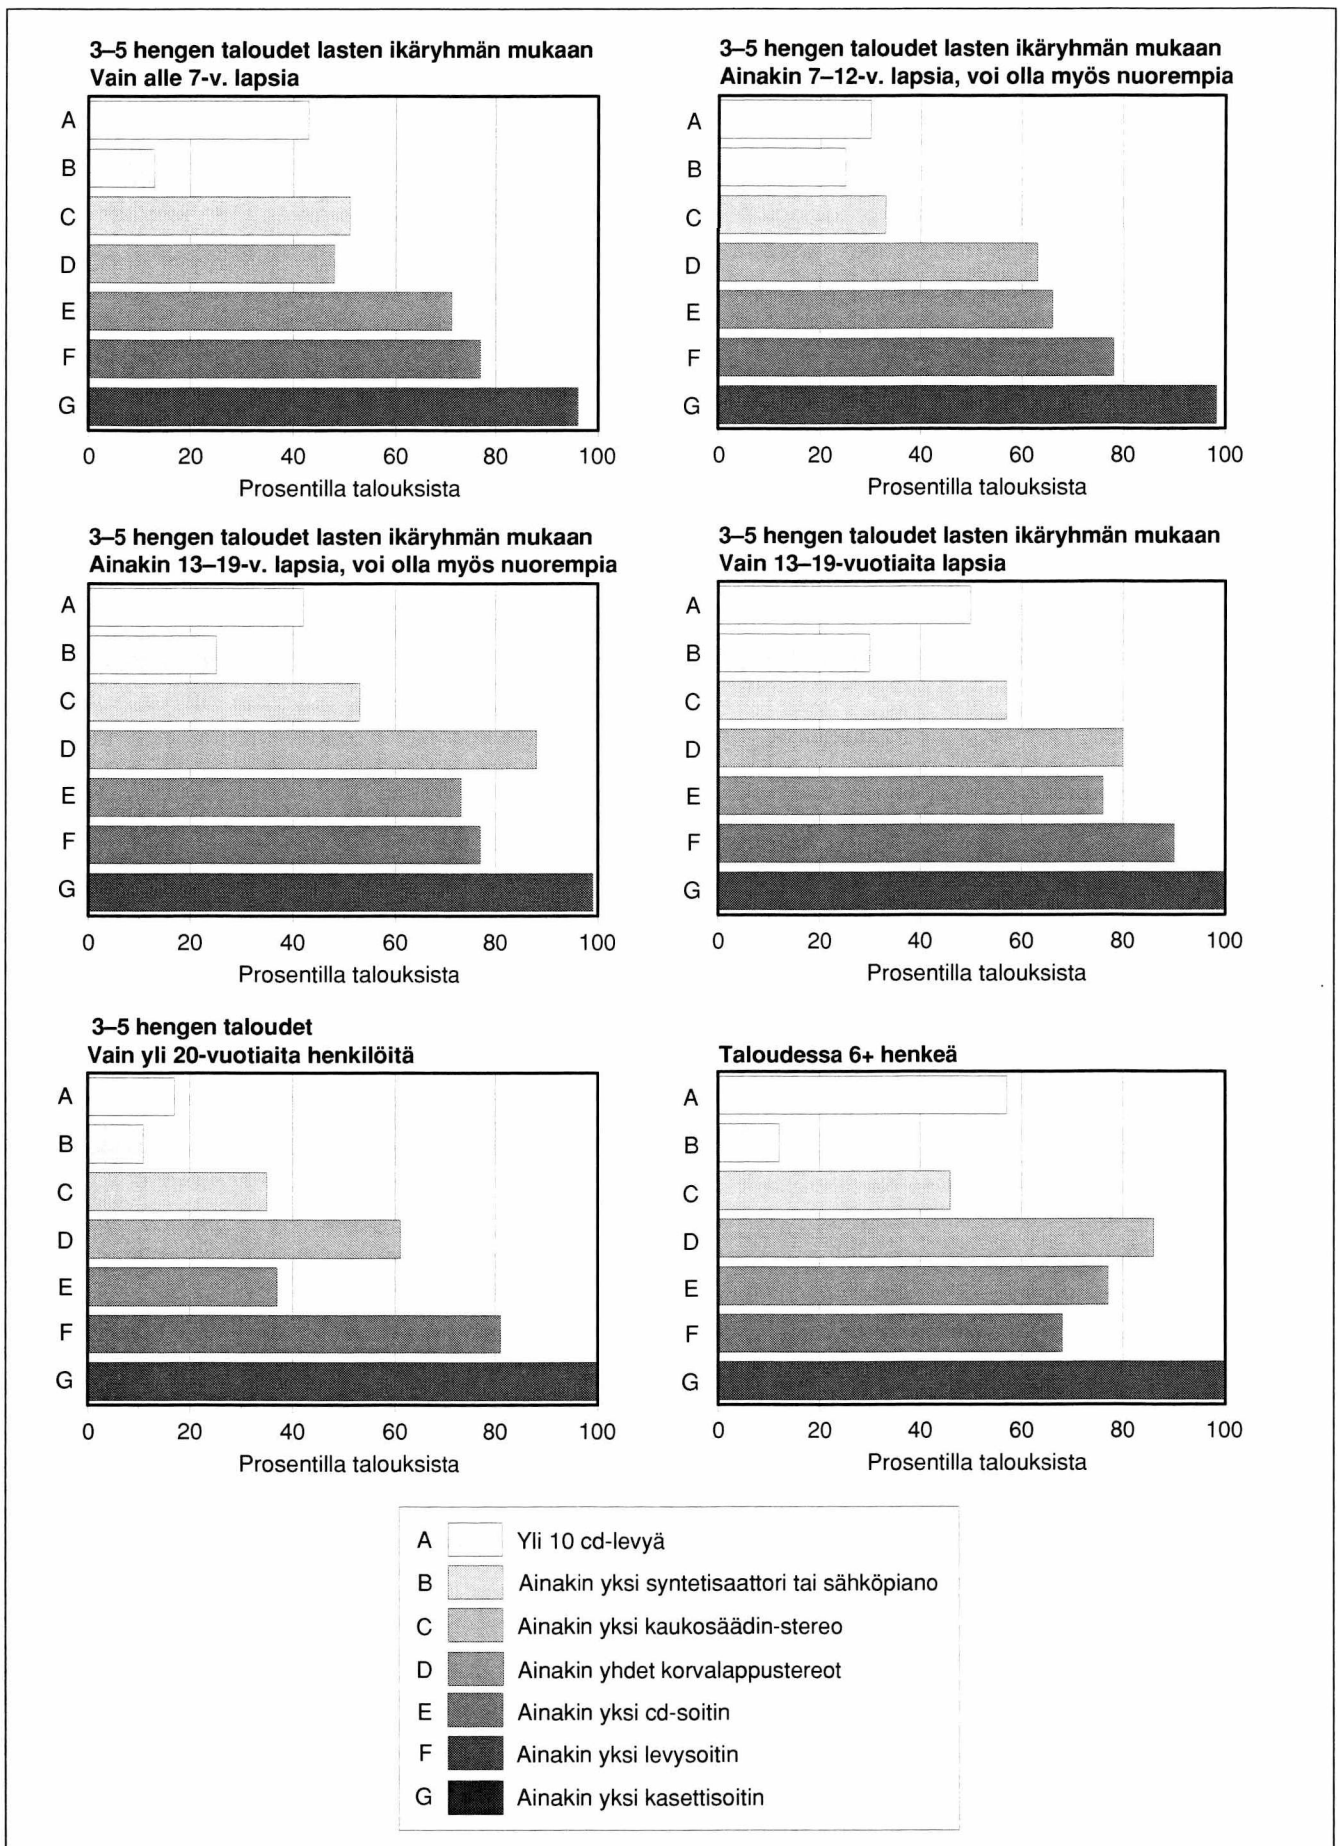 3–5 hengen taloudet lasten ikäryhmän mukaan
Vain alle 7-v. lapsia
A
B
C
D
E
F
G
0 20 40 60 80 100
Prosentilla talouksista
3–5 hengen taloudet lasten ikäryhmän mukaan
Ainakin 7–12-v. lapsia, voi olla myös nuorempia
A
B
C
D
E
F
G
0 20 40 60 80 100
Prosentilla talouksista
3–5 hengen taloudet lasten ikäryhmän mukaan
Ainakin 13–19-v. lapsia, voi olla myös nuorempia
A
B
C
D
E
F
G
0 20 40 60 80 100
Prosentilla talouksista
3–5 hengen taloudet lasten ikäryhmän mukaan
Vain 13–19-vuotiaita lapsia
A
B
C
D
E
F
G
0 20 40 60 80 100
Prosentilla talouksista
3–5 hengen taloudet
Vain yli 20-vuotiaita henkilöitä
A
B
C
D
E
F
G
0 20 40 60 80 100
Prosentilla talouksista
Taloudessa 6+ henkeä
A
B
C
D
E
F
G
0 20 40 60 80 100
Prosentilla talouksista
A Yli 10 cd-levyä
B Ainakin yksi syntetisaattori tai sähköpiano
C Ainakin yksi kaukosäädin-stereo
D Ainakin yhdet korvalappustereot
E Ainakin yksi cd-soitin
F Ainakin yksi levysoitin
G Ainakin yksi kasettisoitin